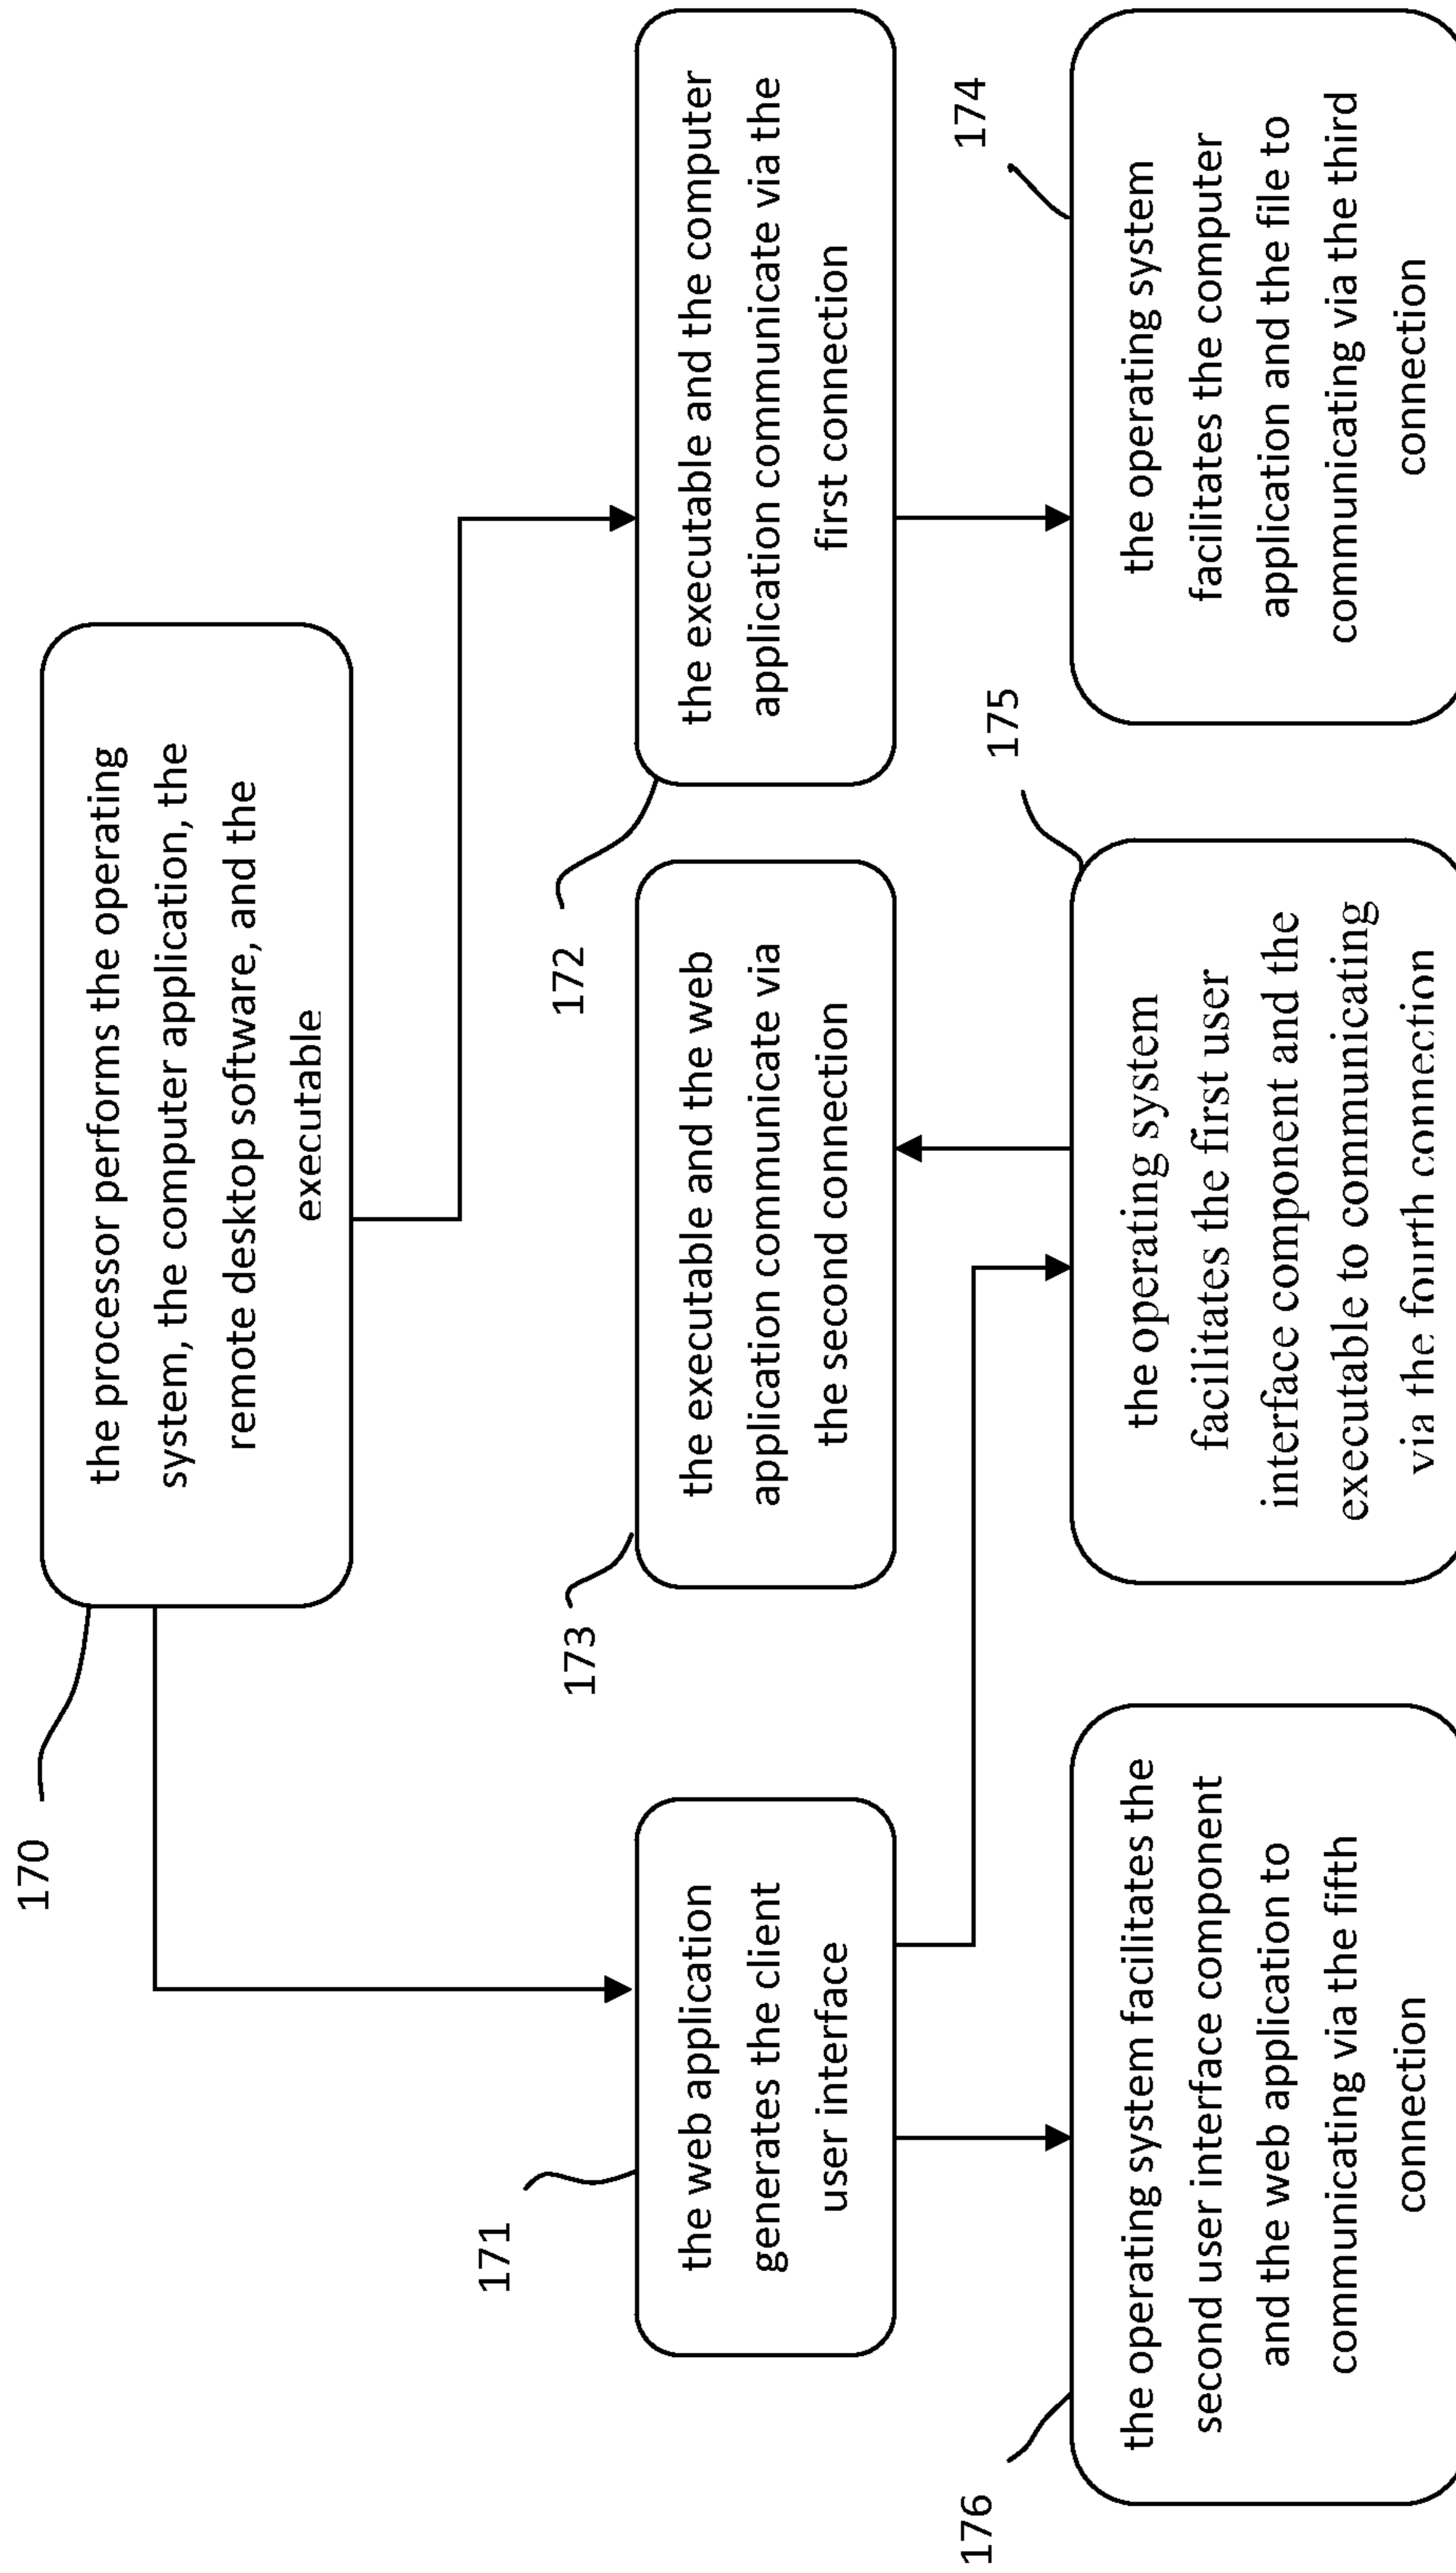 170
the processor performs the operating
system, the computer application, the
remote desktop software, and the
executable
171
the web application
generates the client
user interface
173
the executable and the web
application communicate via
the second connection
172
the executable and the computer
application communicate via the
first connection
176
the operating system facilitates the
second user interface component
and the web application to
communicating via the fifth
connection
175
the operating system
facilitates the first user
interface component and the
executable to communicating
via the fourth connection
174
the operating system
facilitates the computer
application and the file to
communicating via the third
connection